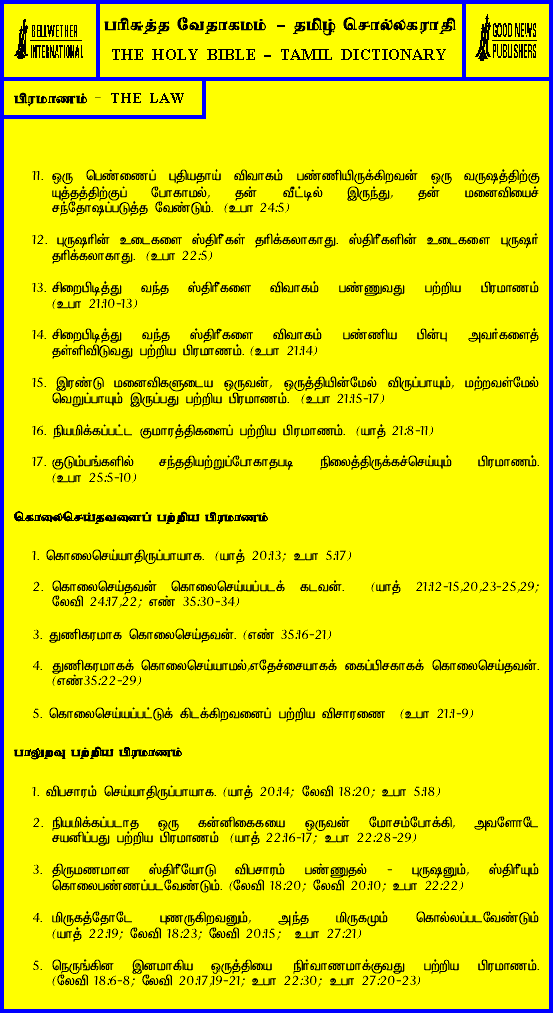 BELLWETHER
INTERNATIONAL
பரிசுத்த வேதாகமம் – தமிழ் சொல்லகராதி
THE HOLY BIBLE – TAMIL DICTIONARY
GOOD NEWS
PUBLISHERS
பிரமாணம் – THE LAW
11. ஒரு பெண்ணைப் புதியதாய் விவாகம் பண்ணியிருக்கிறவன் ஒரு வருஷத்திற்கு
யுத்தத்திற்குப் போகாமல், தன் வீட்டில் இருந்து, தன் மனைவியைச்
சந்தோஷப்படுத்த வேண்டும். (உபா 24:5)
12. புருஷரின் உடைகளை ஸ்திரீகள் தரிக்கலாகாது. ஸ்திரீகளின் உடைகளை புருஷர்
தரிக்கலாகாது. (உபா 22:5)
13. சிறைபிடித்து வந்த ஸ்திரீகளை விவாகம் பண்ணுவது பற்றிய பிரமாணம்
(உபா 21:10-13)
14. சிறைபிடித்து வந்த ஸ்திரீகளை விவாகம் பண்ணிய பின்பு அவர்களைத்
தள்ளிவிடுவது பற்றிய பிரமாணம். (உபா 21:14)
15. இரண்டு மனைவிகளுடைய ஒருவன், ஒருத்தியின்மேல் விருப்பாயும், மற்றவள்மேல்
வெறுப்பாயும் இருப்பது பற்றிய பிரமாணம். (உபா 21:15-17)
16. நியமிக்கப்பட்ட குமாரத்திகளைப் பற்றிய பிரமாணம். (யாத் 21:8-11)
17. குடும்பங்களில் சந்ததியற்றுப்போகாதபடி நிலைத்திருக்கச்செய்யும் பிரமாணம்.
(உபா 25:5-10)
கொலைசெய்தவனைப் பற்றிய பிரமாணம்
1. கொலைசெய்யாதிருப்பாயாக. (யாத் 20:13; உபா 5:17)
2. கொலைசெய்தவன் கொலைசெய்யப்படக் கடவன். (யாத் 21:12-15,20,23-25,29;
லேவி 24:17,22; எண் 35:30-34)
3. துணிகரமாக கொலைசெய்தவன். (எண் 35:16-21)
4. துணிகரமாகக் கொலைசெய்யாமல்,எதேச்சையாகக் கைப்பிசகாகக் கொலைசெய்தவன்.
(எண்35:22-29)
5. கொலைசெய்யப்பட்டுக் கிடக்கிறவனைப் பற்றிய விசாரணை (உபா 21:1-9)
பாலுறவு பற்றிய பிரமாணம்
1. விபசாரம் செய்யாதிருப்பாயாக. (யாத் 20:14; லேவி 18:20; உபா 5:18)
2. நியமிக்கப்படாத ஒரு கன்னிகைகயை ஒருவன் மோசம்போக்கி, அவளோடே
சயனிப்பது பற்றிய பிரமாணம் (யாத் 22:16-17; உபா 22:28-29)
3. திருமணமான ஸ்திரீயோடு விபசாரம் பண்ணுதல் - புருஷனும், ஸ்திரீயும்
கொலைபண்ணப்படவேண்டும். (லேவி 18:20; லேவி 20:10; உபா 22:22)
4. மிருகத்தோடே புணருகிறவனும், அந்த மிருகமும் கொல்லப்படவேண்டும்
(யாத் 22:19; லேவி 18:23; லேவி 20:15; உபா 27:21)
5. நெருங்கின இனமாகிய ஒருத்தியை நிர்வாணமாக்குவது பற்றிய பிரமாணம்.
(லேவி 18:6-8; லேவி 20:17,19-21; உபா 22:30; உபா 27:20-23)